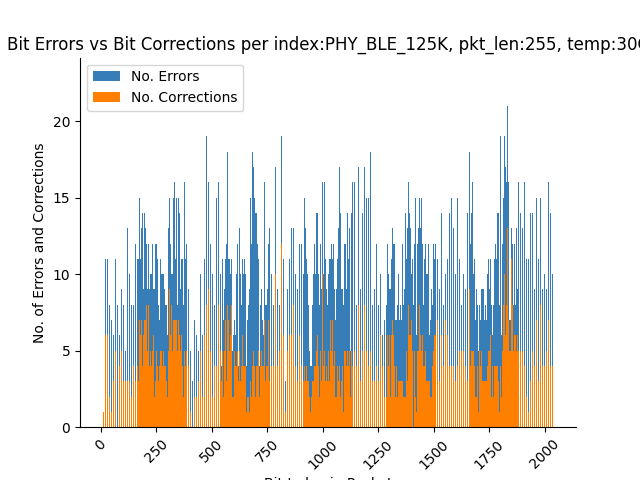 Bit Errors vs Bit Corrections per index:PHY_BLE_125K, pkt_len:255, temp:30
No. Errors
No. Corrections
No. of Errors and Corrections
20
15
10
5
0
0 250 500 750 1000 1250 1500 1750 2000